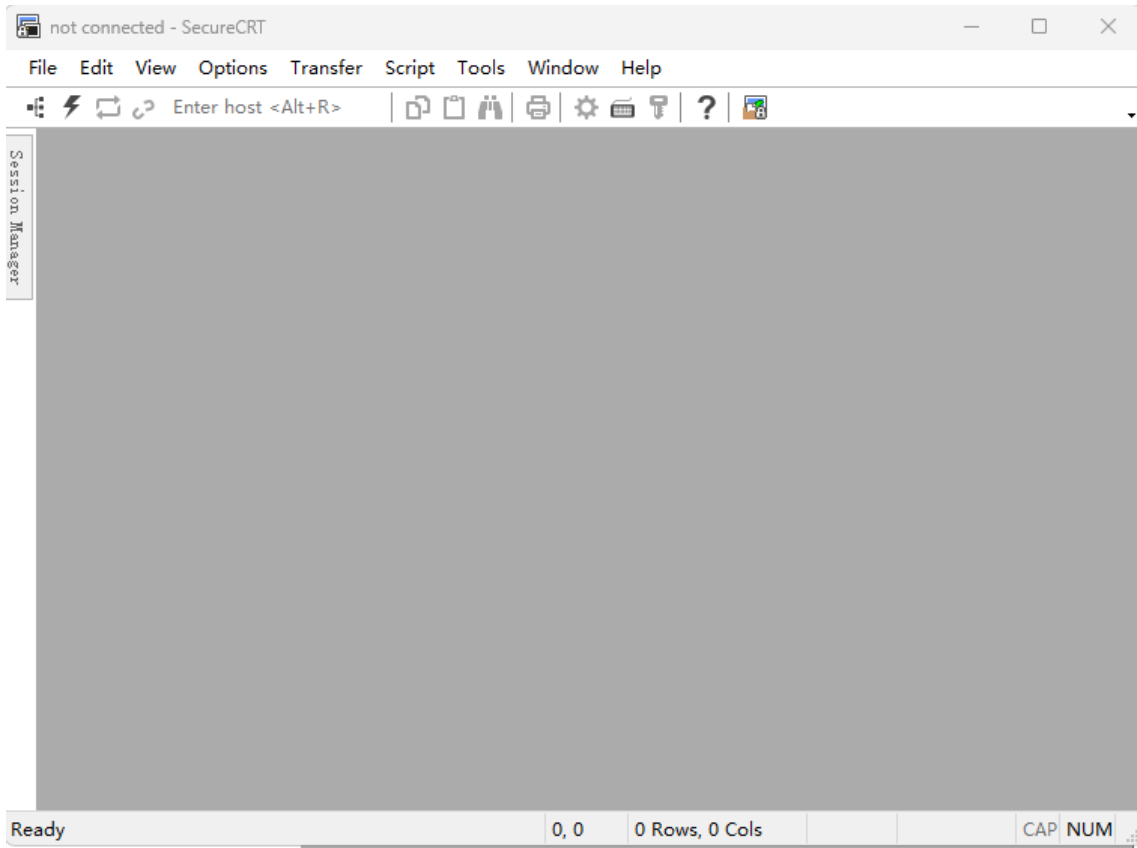 not connected - SecureCRT
File Edit View Options Transfer Script Tools Window Help
Enter host <Alt+R>
Session Manager
Ready 0, 0 0 Rows, 0 Cols CAP NUM